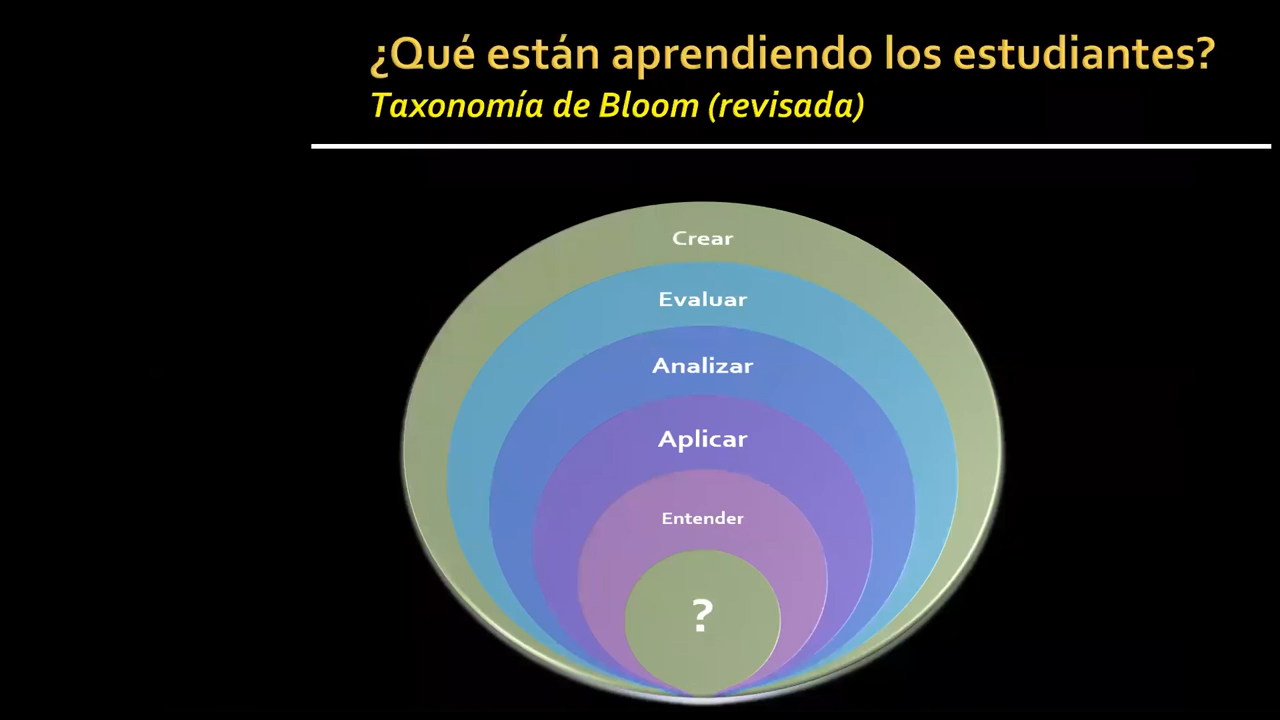 ¿Qué están aprendiendo los estudiantes?
Taxonomía de Bloom (revisada)
Crear
Evaluar
Analizar
Aplicar
Entender
?